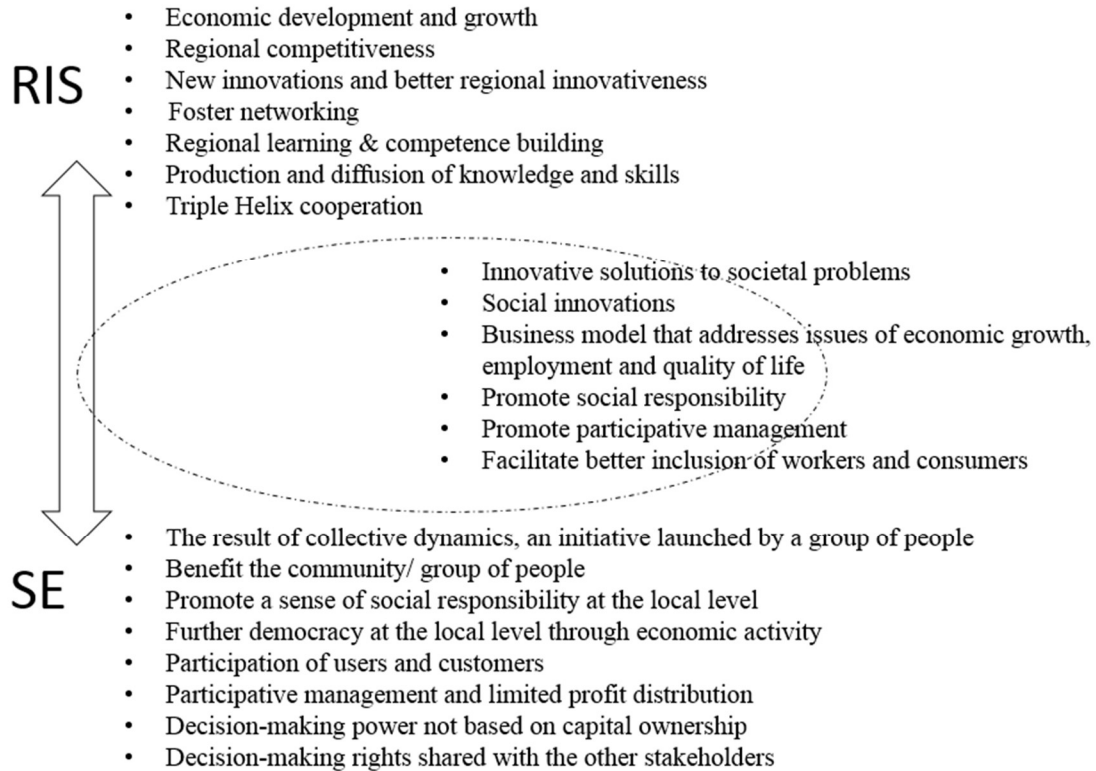 • Economic development and growth
• Regional competitiveness
RIS
• New innovations and better regional innovativeness
• Foster networking
• Regional learning & competence building
• Production and diffusion of knowledge and skills
• Triple Helix cooperation
• Innovative solutions to societal problems
• Social innovations
• Business model that addresses issues of economic growth,
employment and quality of life
• Promote social responsibility
• Promote participative management
• Facilitate better inclusion of workers and consumers
• The result of collective dynamics, an initiative launched by a group of people
• Benefit the community/ group of people
SE
• Promote a sense of social responsibility at the local level
• Further democracy at the local level through economic activity
• Participation of users and customers
• Participative management and limited profit distribution
• Decision-making power not based on capital ownership
• Decision-making rights shared with the other stakeholders